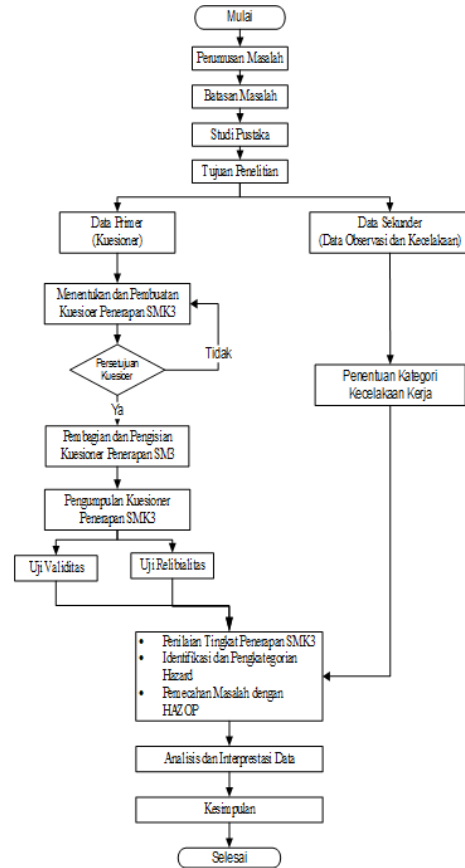 Mulai
Perumusan Masalah
Batasan Masalah
Studi Pustaka
Tujuan Penelitian
Data Primer
(Kuesioner)
Data Sekunder
(Data Observasi dan Kecelakaan)
Menentukan dan Pembuatan
Kuesioer Penerapan SMK3
Persetujuan
Kuesioer
Tidak
Ya
Penentuan Kategori
Kecelakaan Kerja
Pembagian dan Pengisian
Kuesioner Penerapan SM3
Pengumpulan Kuesioner
Penerapan SMK3
Uji Validitas
Uji Relibialitas
• Penilaian Tingkat Penerapan SMK3
• Identifikasi dan Pengkategorian
Hazard
• Pemecahan Masalah dengan
HAZOP
Analisis dan Interprestasi Data
Kesimpulan
Selesai